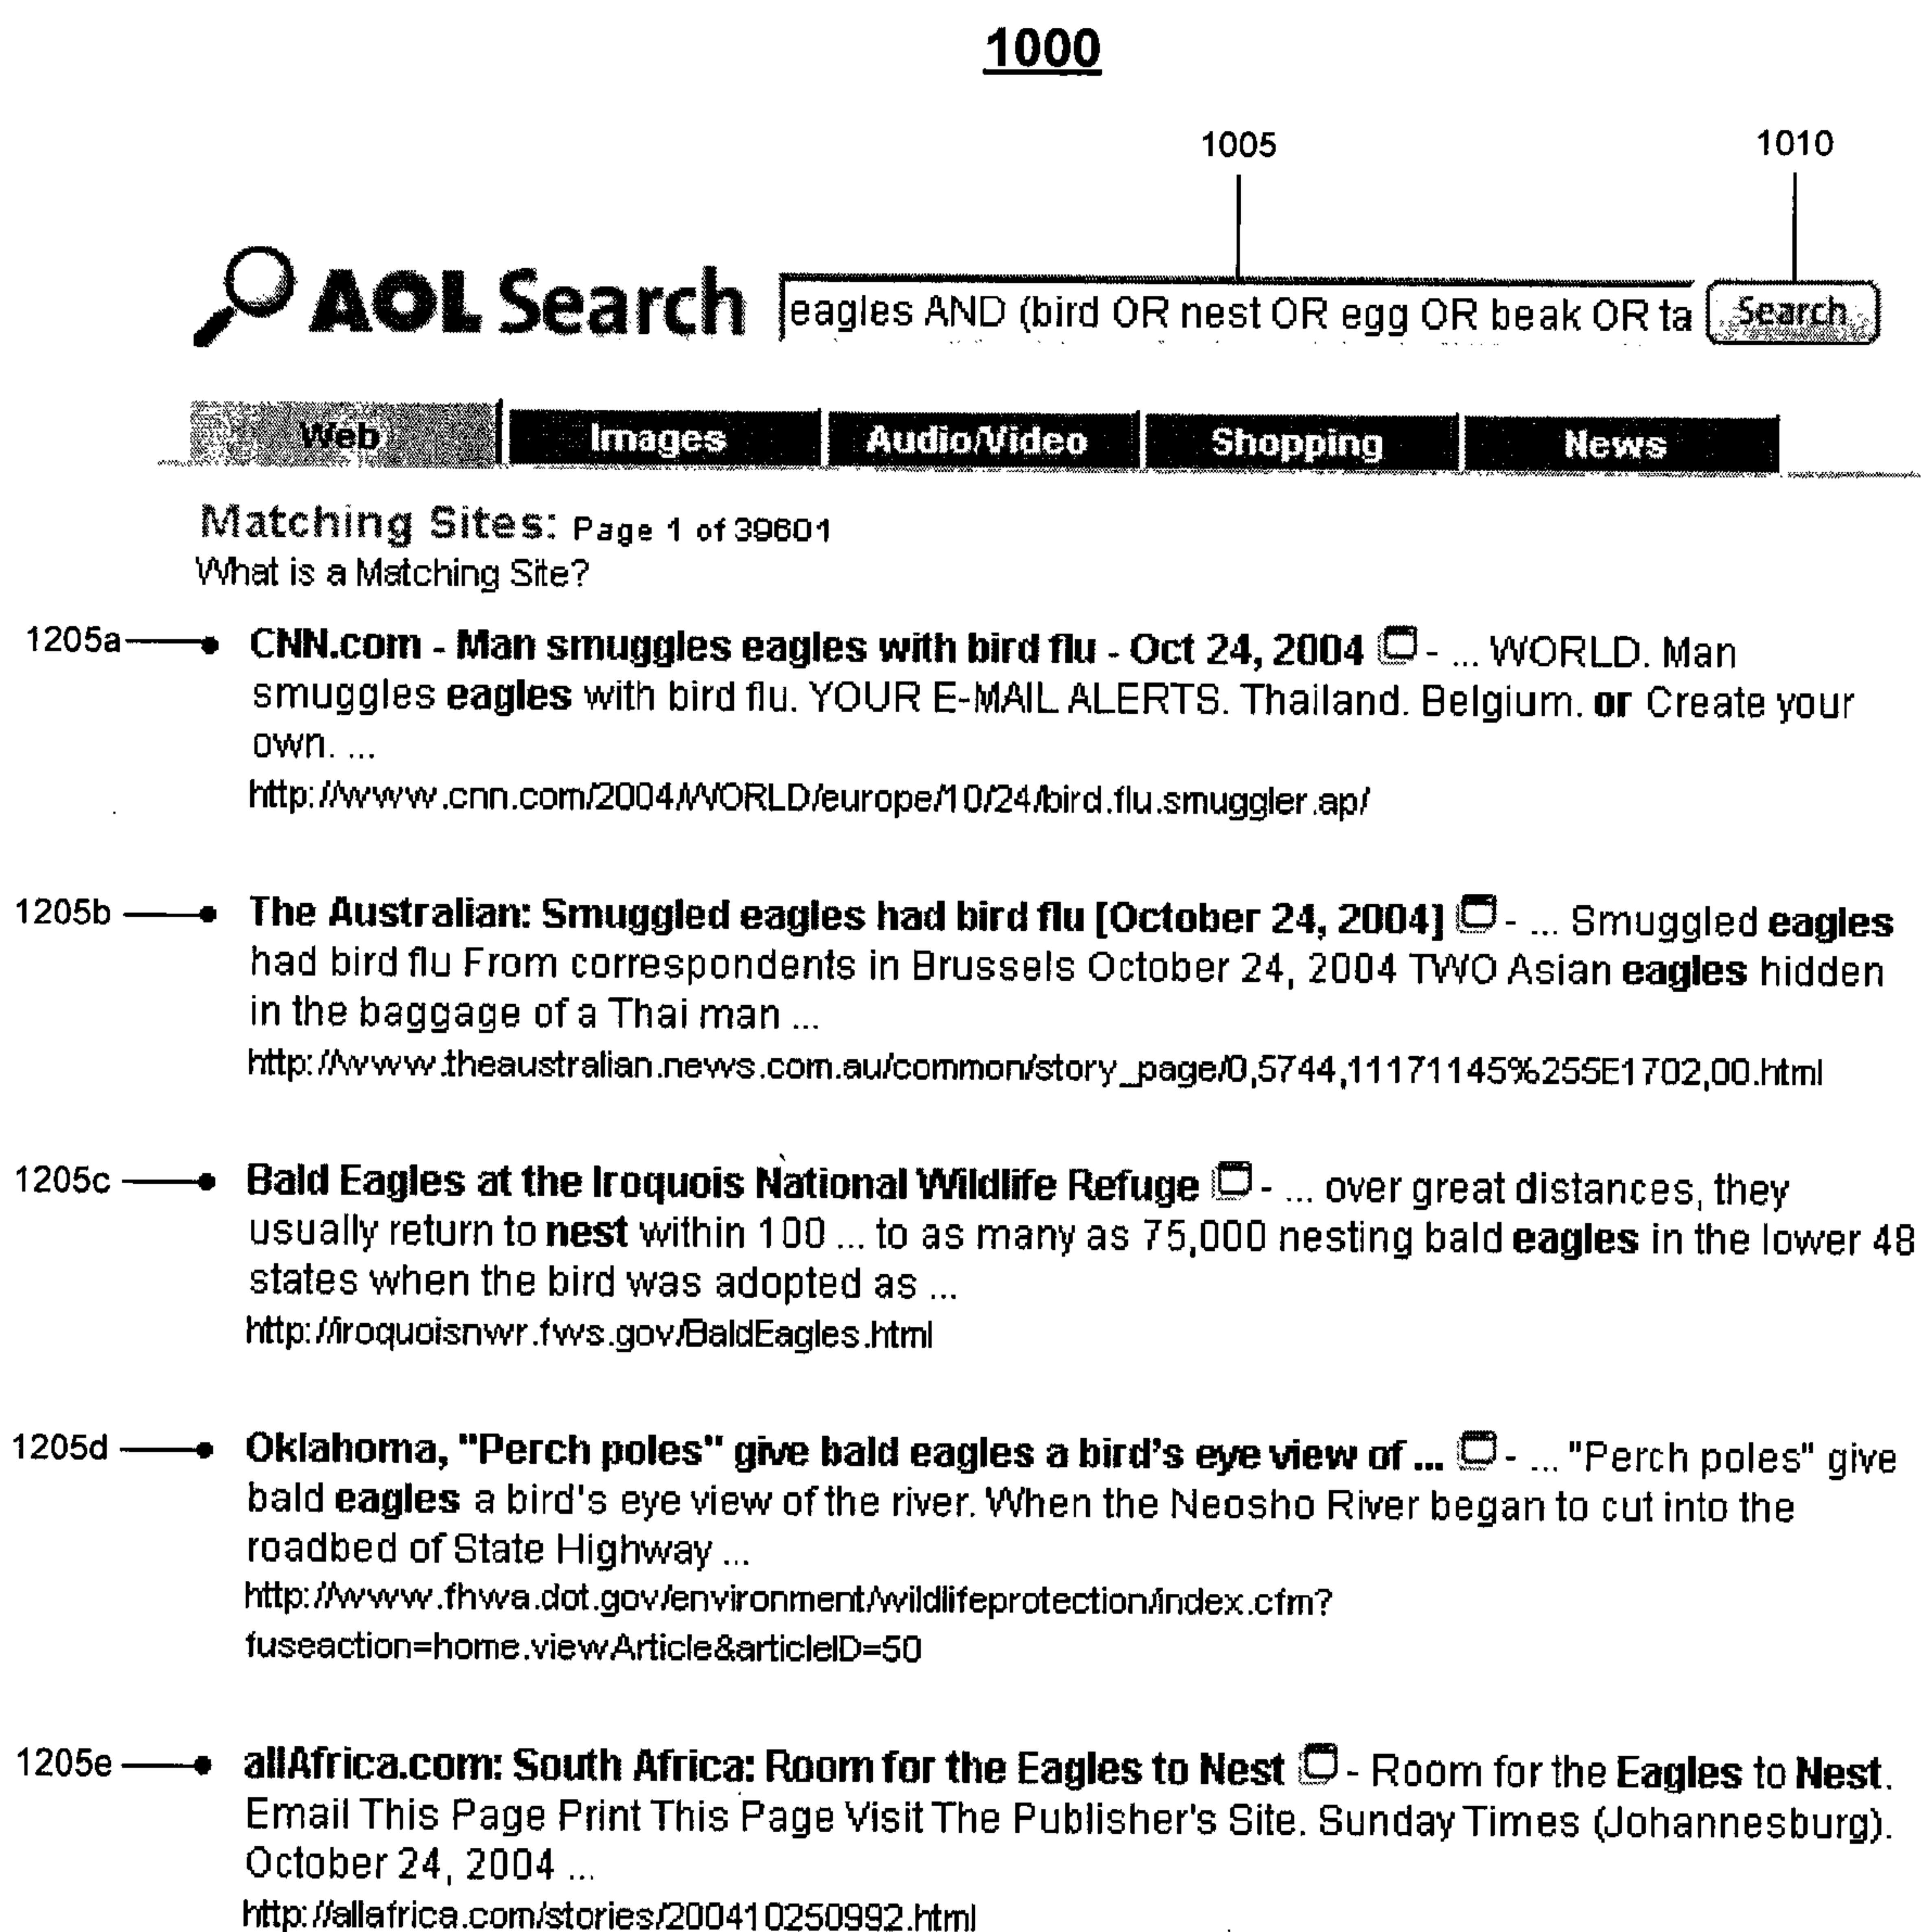 1000
1005
1010
AOL Search
eagles AND (bird OR nest OR egg OR beak OR ta
Search
Web
Images
Audio/Video
Shopping
News
Matching Sites: Page 1 of 39601
What is a Matching Site?
1205a
CNN.com - Man smuggles eagles with bird flu - Oct 24, 2004 - ... WORLD. Man
smuggles eagles with bird flu. YOUR E-MAIL ALERTS. Thailand. Belgium. or Create your
own. ...
http://www.cnn.com/2004/WORLD/europe/10/24/bird.flu.smuggler.ap/
1205b
The Australian: Smuggled eagles had bird flu [October 24, 2004] - ... Smuggled eagles
had bird flu From correspondents in Brussels October 24, 2004 TWO Asian eagles hidden
in the baggage of a Thai man ...
http://www.theaustralian.news.com.au/common/story_page/0,5744,11171145%255E1702,00.html
1205c
Bald Eagles at the Iroquois National Wildlife Refuge - ... over great distances, they
usually return to nest within 100 ... to as many as 75,000 nesting bald eagles in the lower 48
states when the bird was adopted as ...
http://iroquoisnwr.fws.gov/BaldEagles.html
1205d
Oklahoma, "Perch poles" give bald eagles a bird's eye view of ... - ... "Perch poles" give
bald eagles a bird's eye view of the river. When the Neosho River began to cut into the
roadbed of State Highway ...
http://www.fhwa.dot.gov/environment/wildlifeprotection/index.cfm?
fuseaction=home.viewArticle&articleID=50
1205e
allAfrica.com: South Africa: Room for the Eagles to Nest - Room for the Eagles to Nest.
Email This Page Print This Page Visit The Publisher's Site. Sunday Times (Johannesburg).
October 24, 2004 ...
http://allafrica.com/stories/200410250992.html